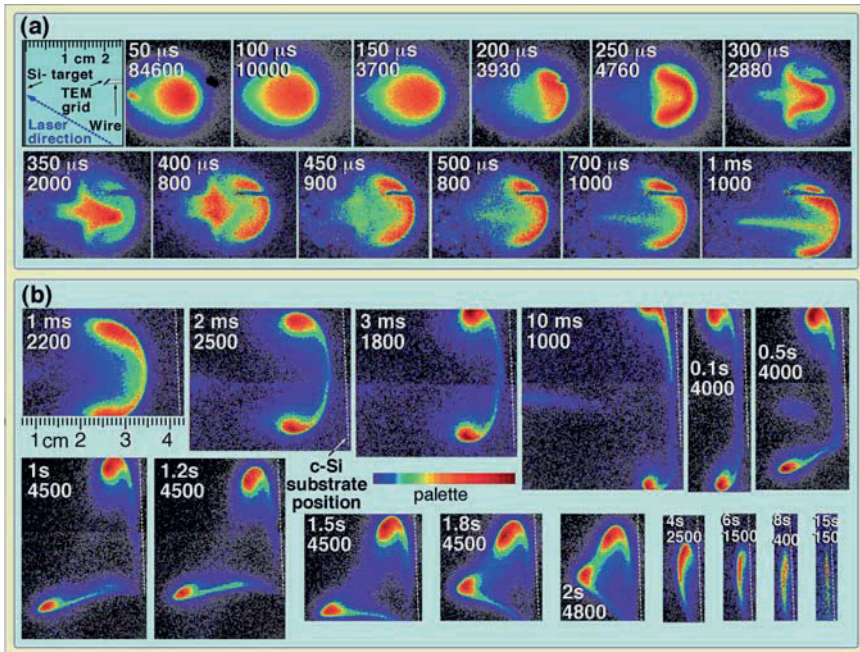 (a)
1 cm 2
Si- target
TEM
grid
Laser
direction
Wire
50 µs
84600
100 µs
10000
150 µs
3700
200 µs
3930
250 µs
4760
300 µs
2880
350 µs
2000
400 µs
800
450 µs
900
500 µs
800
700 µs
1000
1 ms
1000
(b)
1 ms
2200
1 cm 2 3 4
2 ms
2500
3 ms
1800
10 ms
1000
0.1s
4000
0.5s
4000
1s
4500
1.2s
4500
c-Si
substrate
position
palette
1.5s
4500
1.8s
4500
2s
4800
4s
2500
6s
1500
8s
400
15s
150